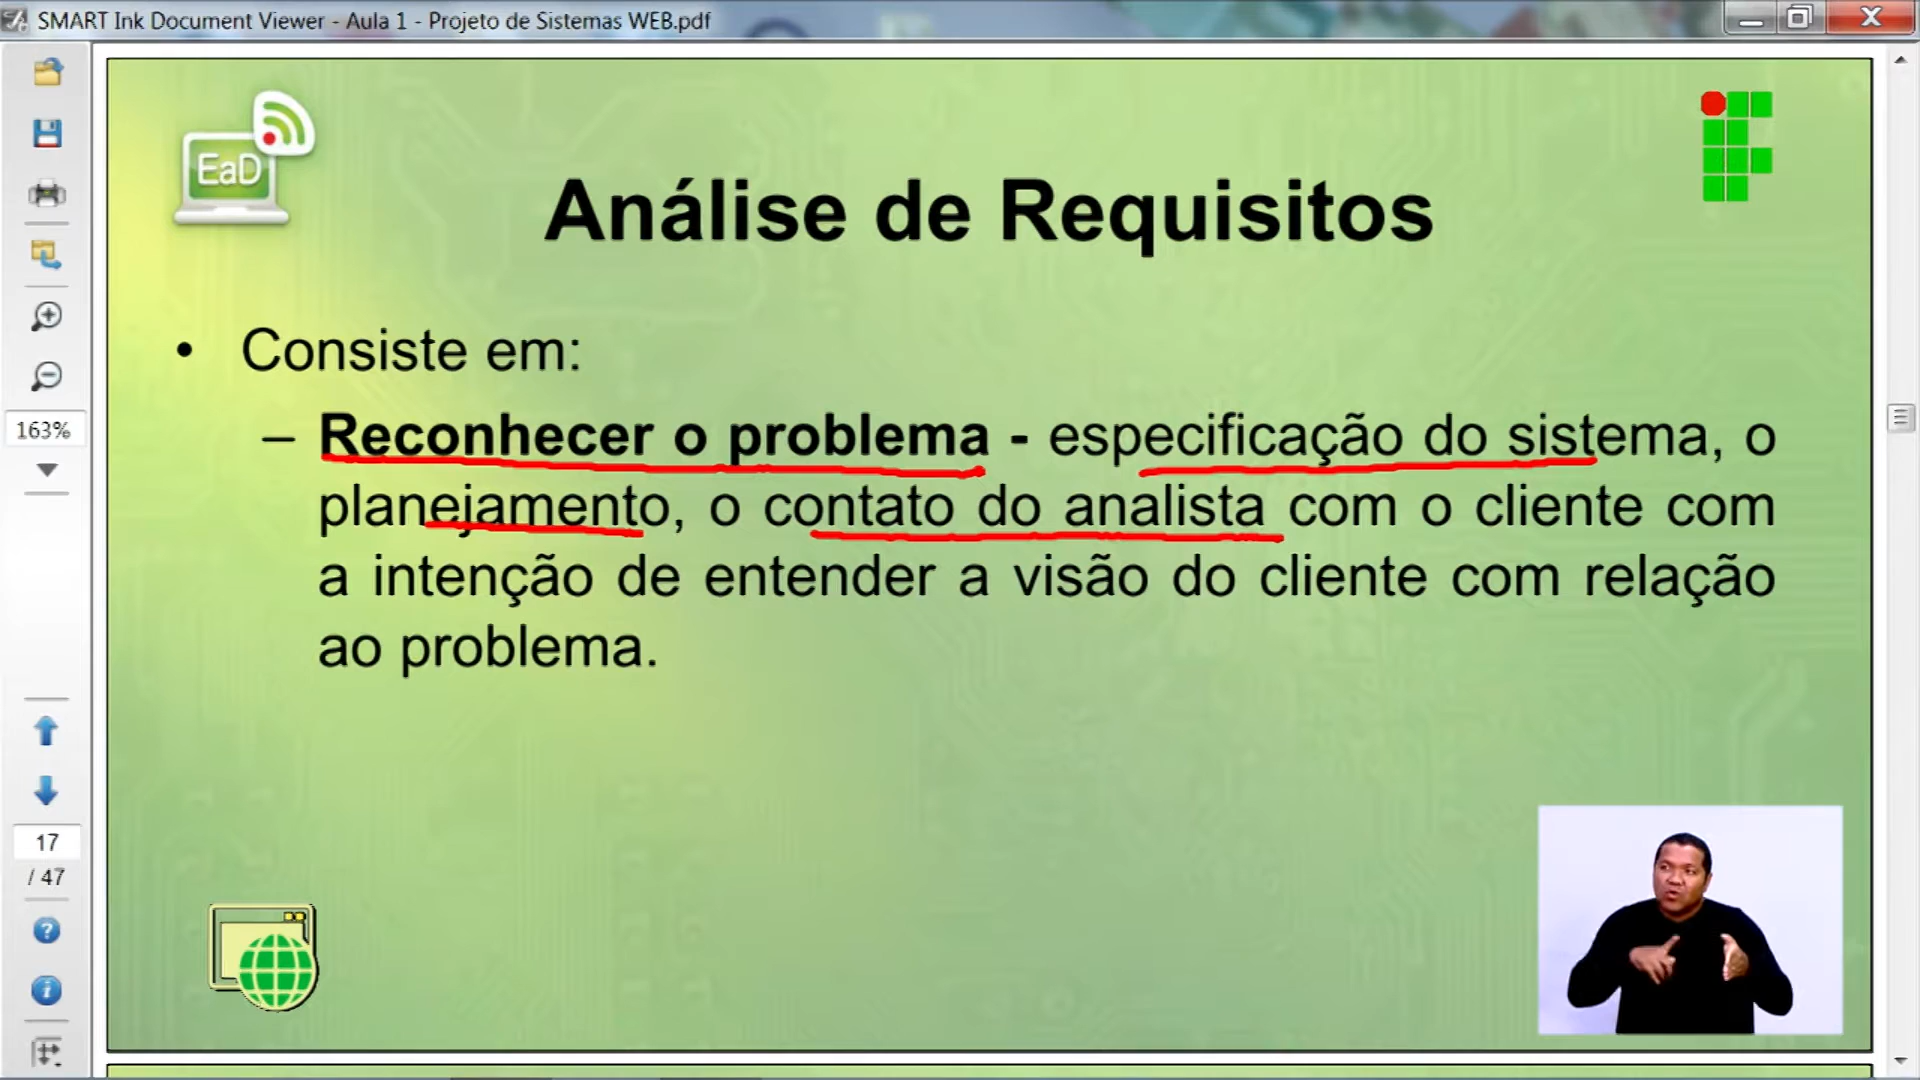 SMART Ink Document Viewer - Aula 1 - Projeto de Sistemas WEB.pdf
EaD
Análise de Requisitos
• Consiste em:
– Reconhecer o problema - especificação do sistema, o
planejamento, o contato do analista com o cliente com
a intenção de entender a visão do cliente com relação
ao problema.
163%
17
/ 47